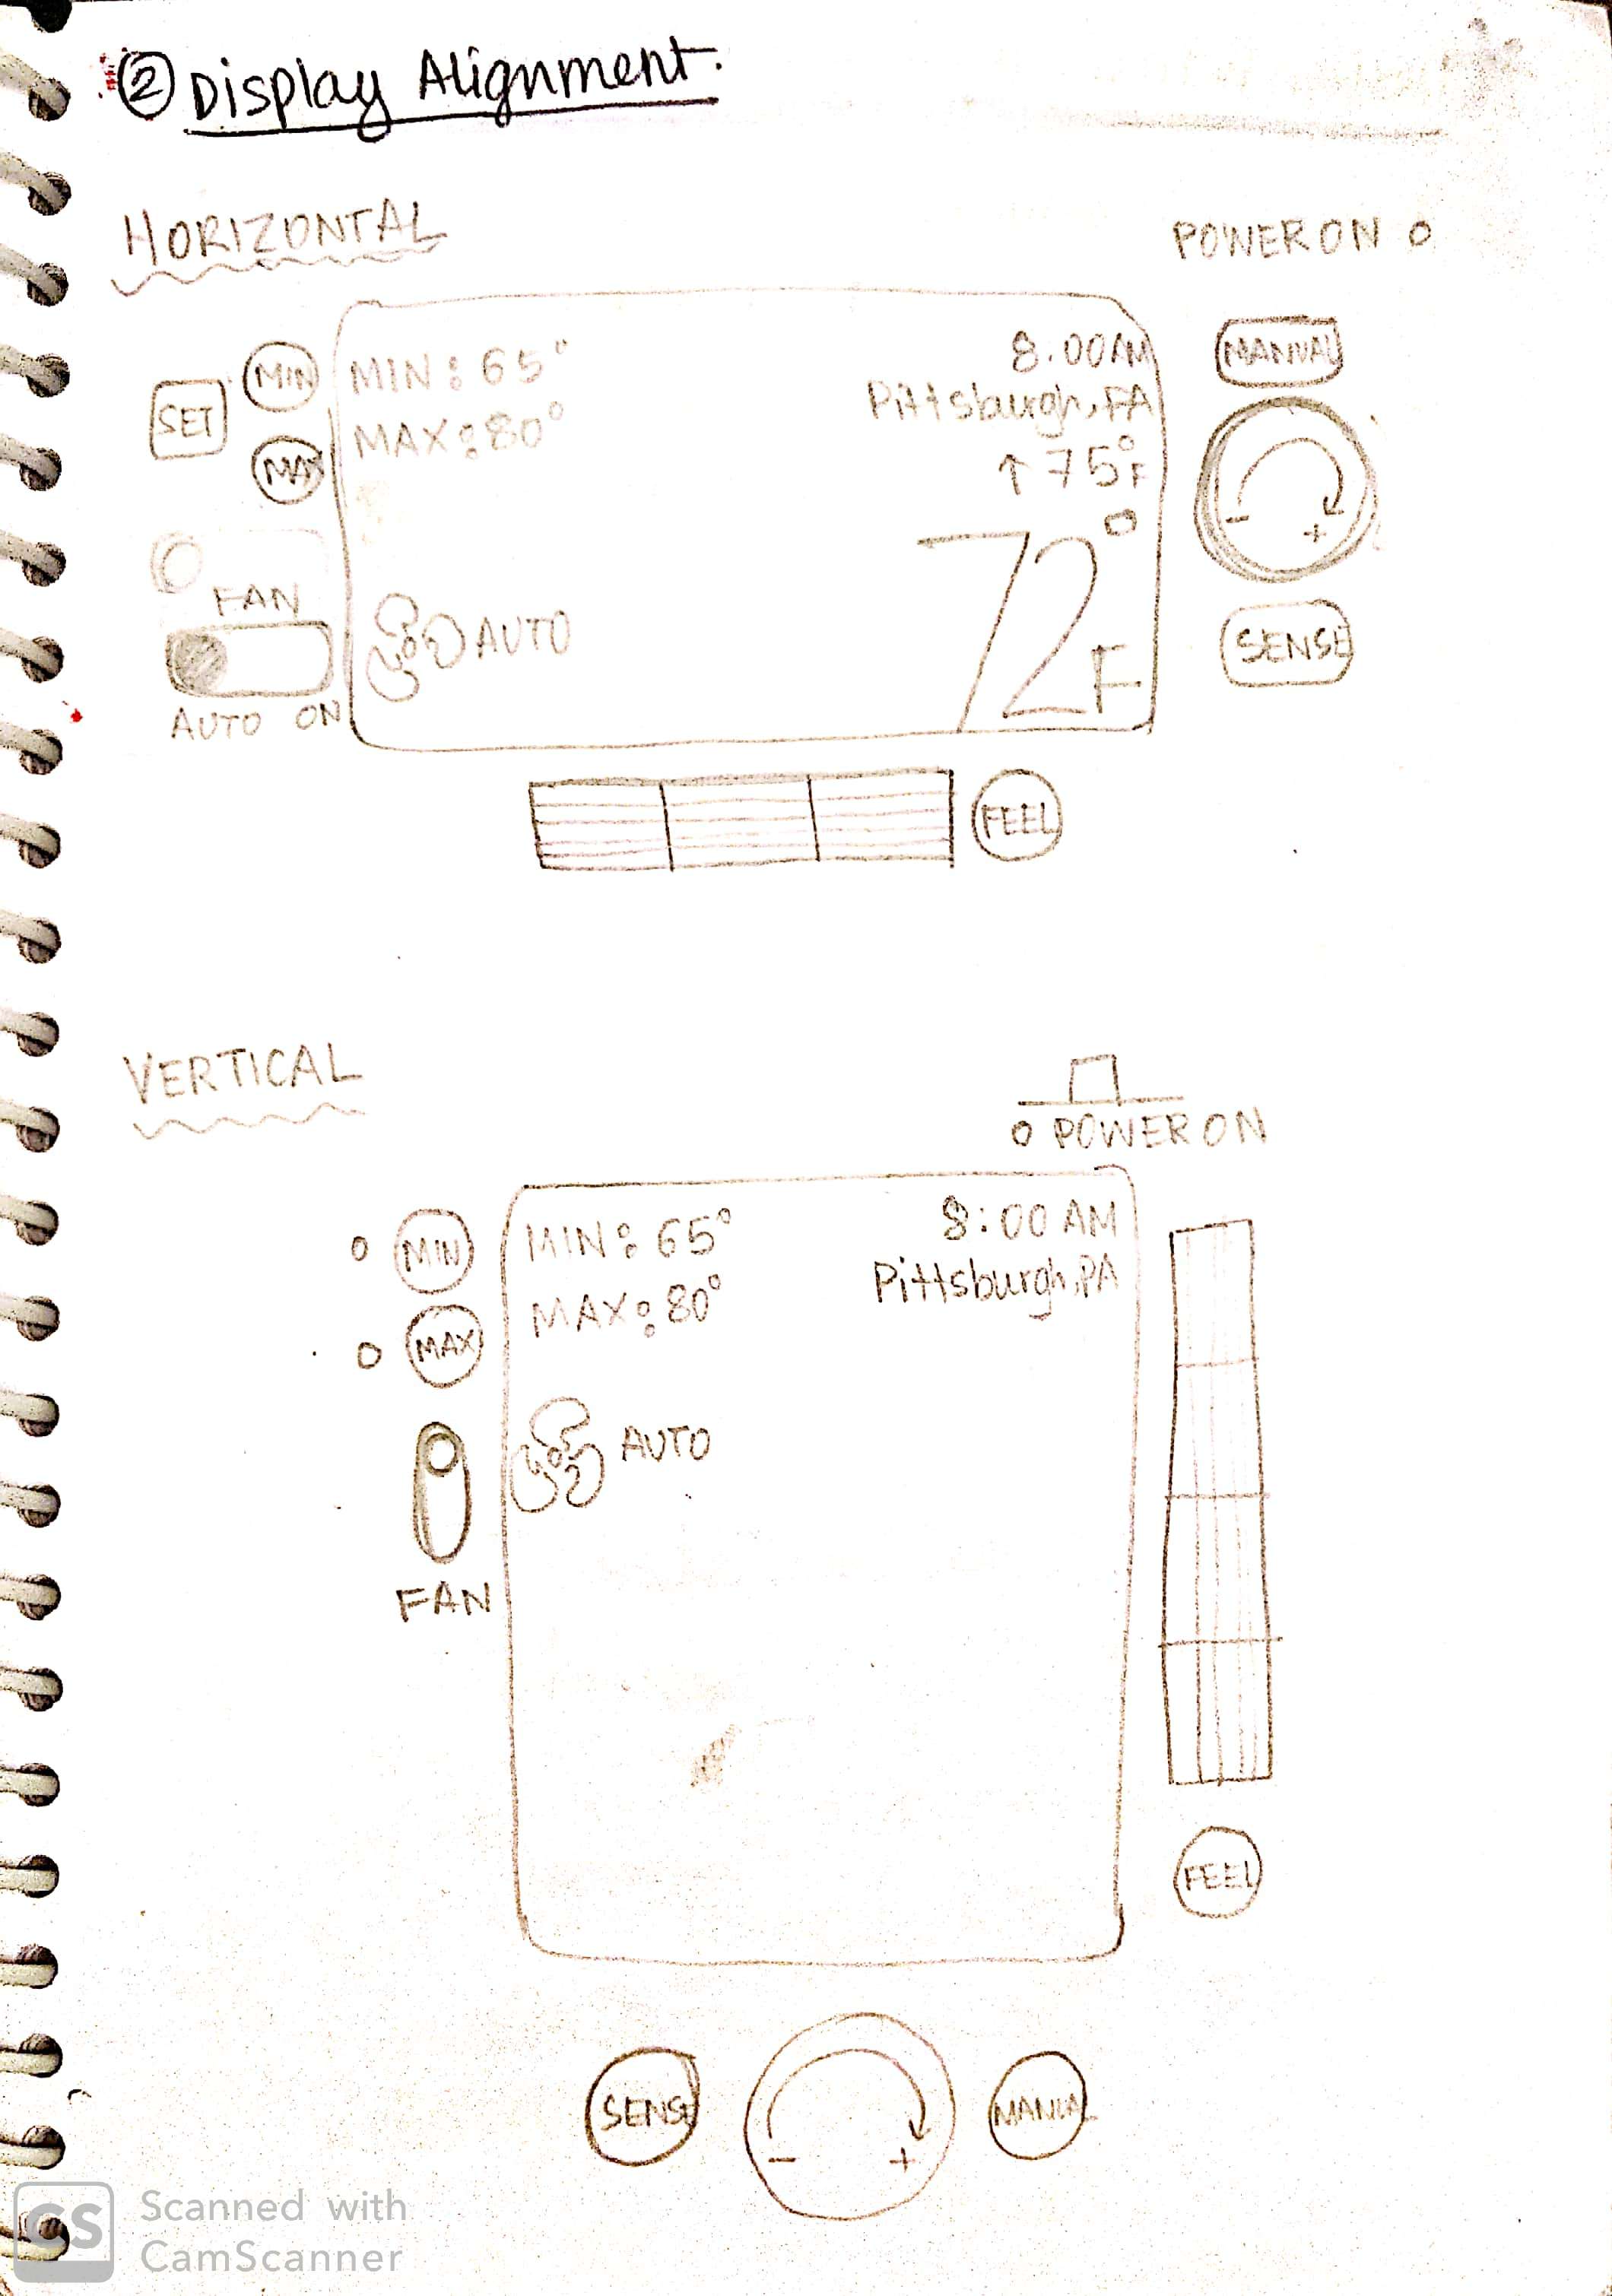 ② Display Alignment.
HORIZONTAL
POWER ON
SET
MIN
MAX
MIN: 65°
MAX: 80°
8.00AM
Pittsburgh, PA
↑ 75°F
72°F
MANUAL
- +
SENSE
FAN
AUTO ON
AUTO
FEEL
VERTICAL
POWER ON
MIN
MAX
MIN: 65°
MAX: 80°
8:00 AM
Pittsburgh, PA
AUTO
FAN
FEEL
SENSE
- +
MANUAL
CS
Scanned with
CamScanner